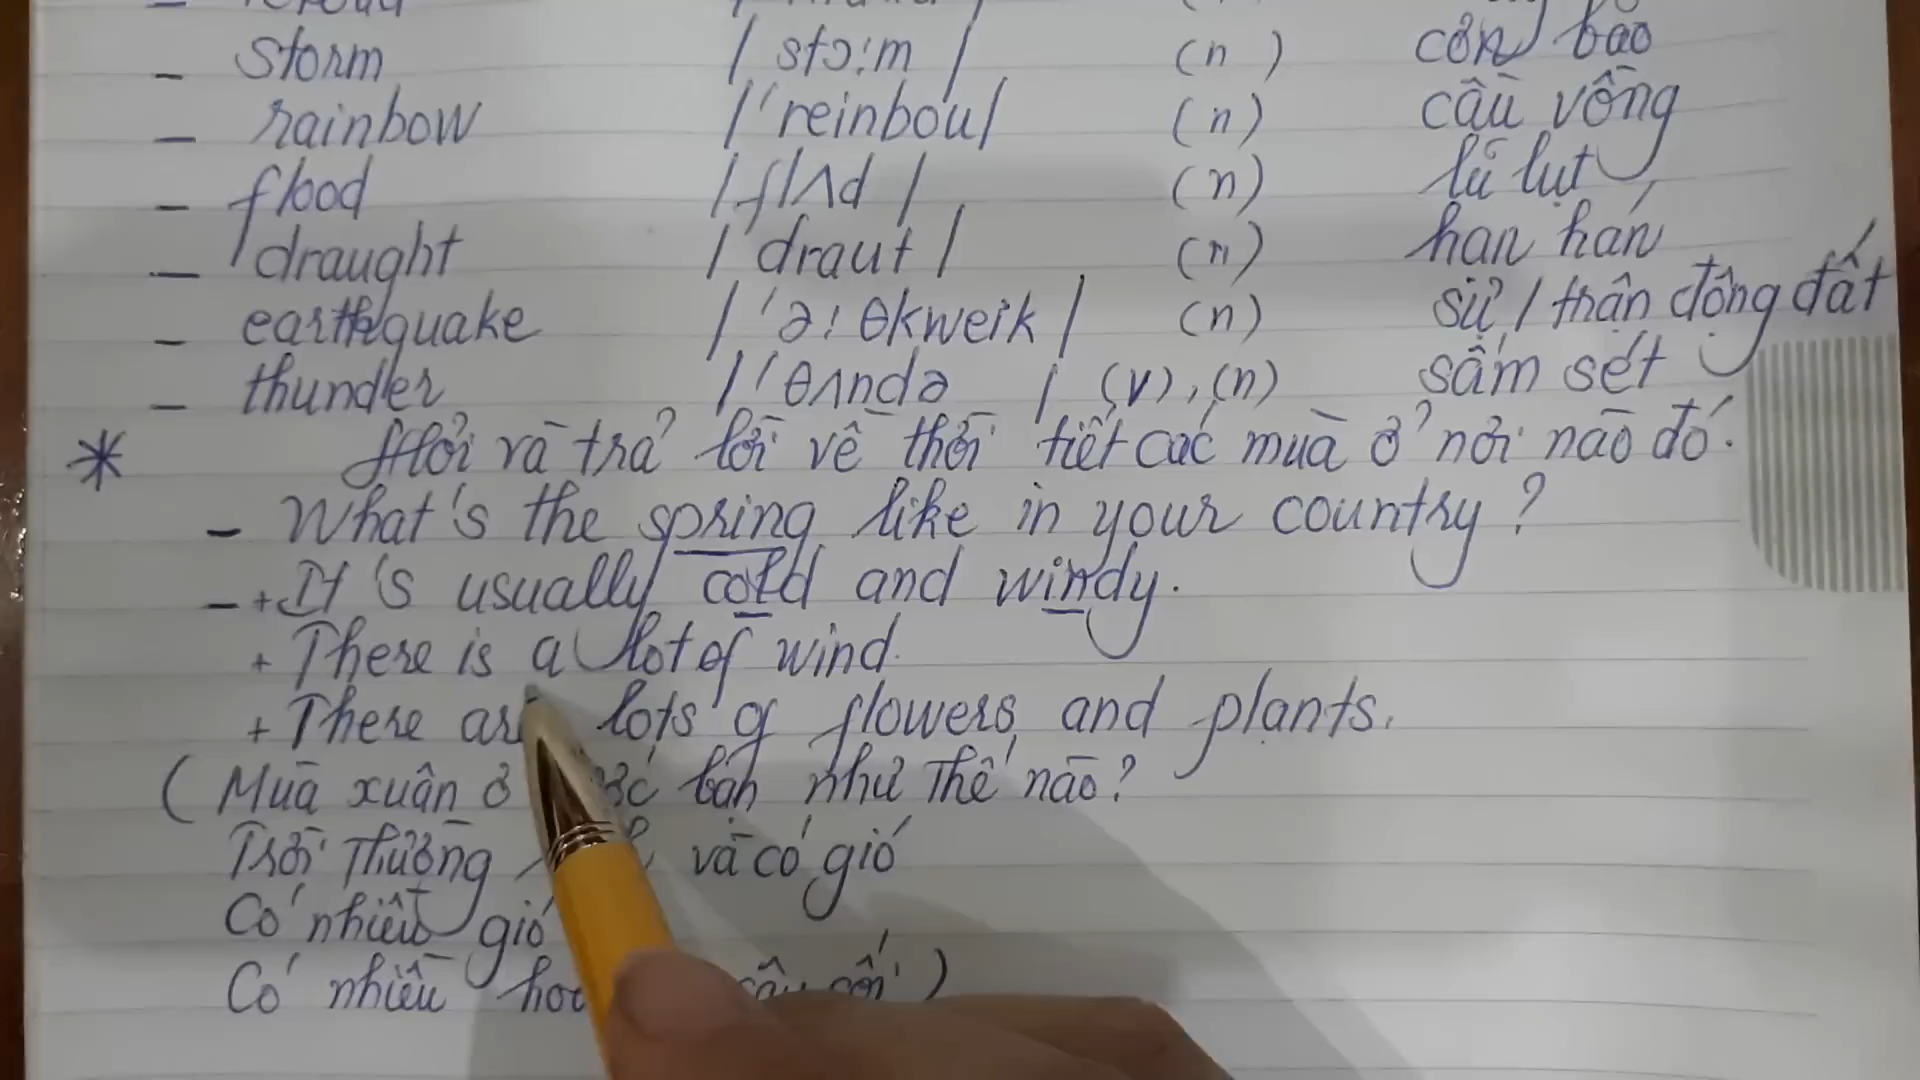 - storm / stɔ:m / (n) cơn bão
- rainbow /'reinbou/ (n) cầu vồng
- flood / flʌd / (n) lũ lụt
- draught /'draut / (n) hạn hán
- earthquake /'ə:θkweik / (n) sự / trận động đất
- thunder /'θʌndə / (v), (n) sấm sét
* Hỏi và trả lời về thời tiết các mùa ở nơi nào đó.
- What's the spring like in your country?
- + It's usually cold and windy.
+ There is a lot of wind.
+ There are lots of flowers and plants.
(Mùa xuân ở bạn như thế nào?
Trời thường và có gió
Có nhiều gió
Có nhiều cây cối)